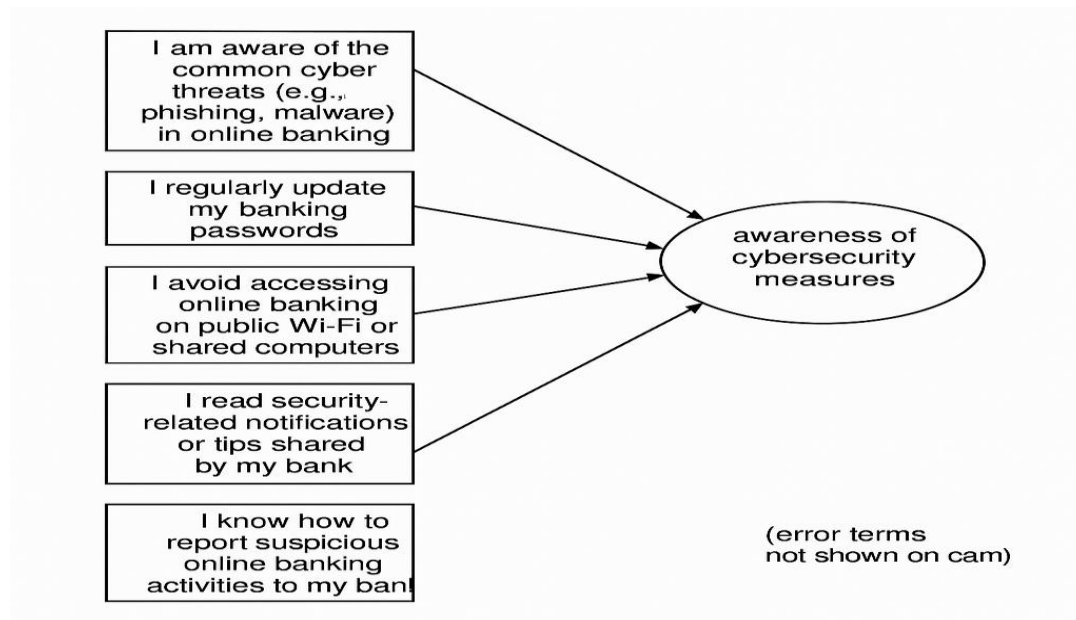 I am aware of the
common cyber
threats (e.g.,
phishing, malware)
in online banking
I regularly update
my banking
passwords
I avoid accessing
online banking
on public Wi-Fi or
shared computers
I read security-
related notifications
or tips shared
by my bank
I know how to
report suspicious
online banking
activities to my
awareness of
cybersecurity
measures
(error terms
not shown on cam)